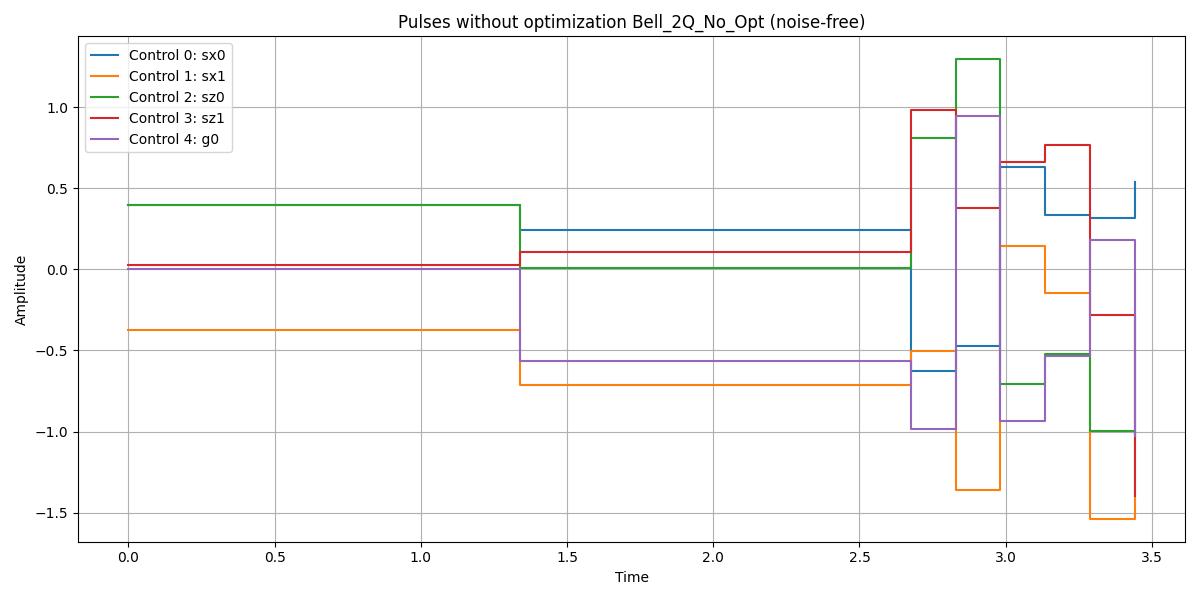 Pulses without optimization Bell_2Q_No_Opt (noise-free)
Control 0: sx0
Control 1: sx1
Control 2: sz0
Control 3: sz1
Control 4: g0
Amplitude
1.0
0.5
0.0
−0.5
−1.0
−1.5
0.0 0.5 1.0 1.5 2.0 2.5 3.0 3.5
Time